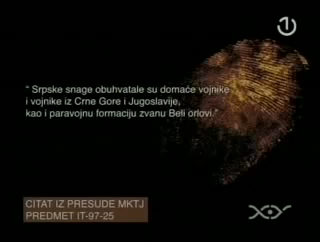 “ Srpske snage obuhvatale su domaće vojnike
i vojnike iz Crne Gore i Jugoslavije,
kao i paravojnu formaciju zvanu Beli orlovi.”
CITAT IZ PRESUDE MKTJ
PREDMET IT-97-25
1